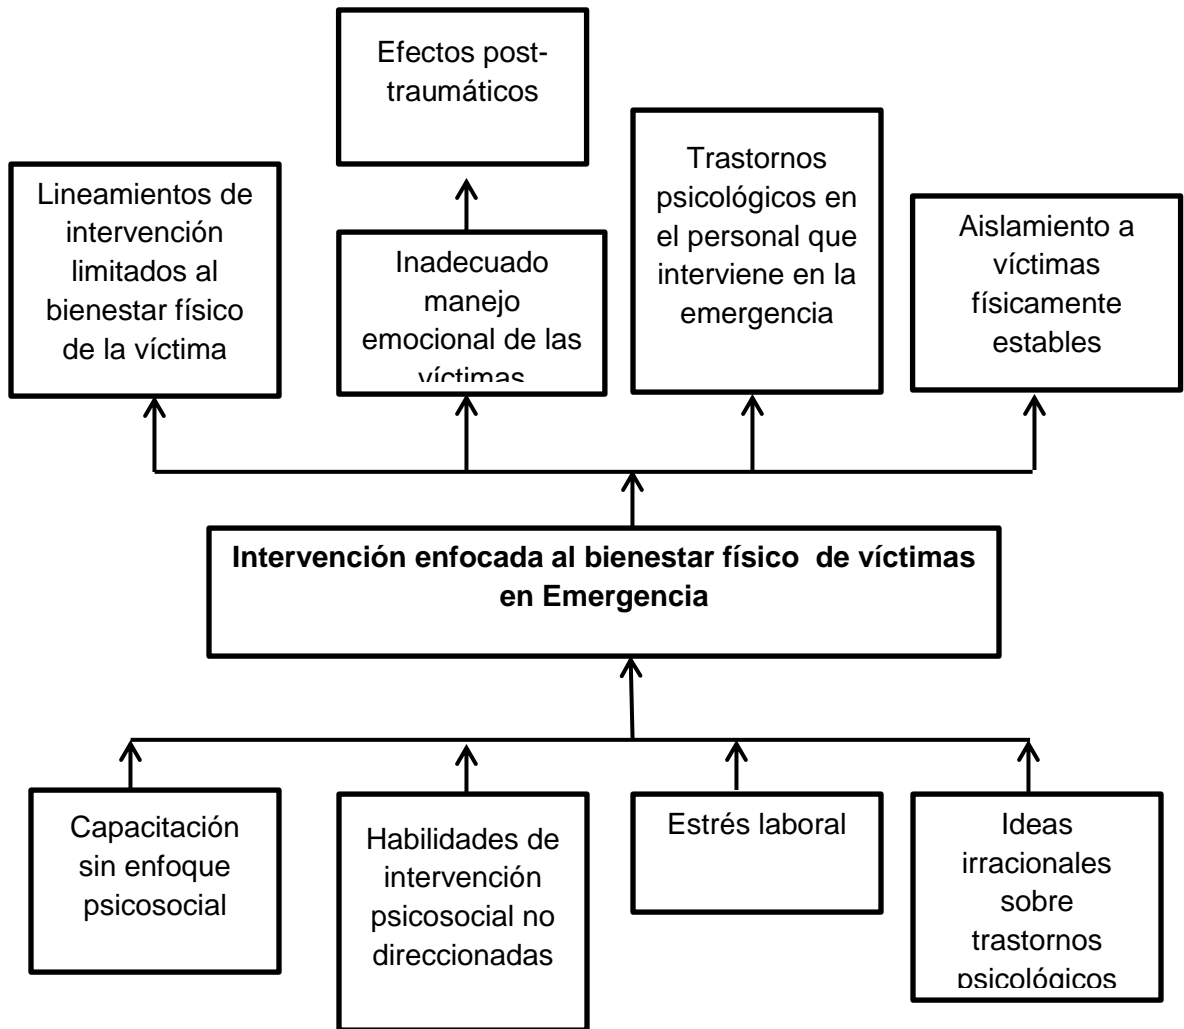 Efectos post-
traumáticos
Lineamientos de
intervención
limitados al
bienestar físico
de la víctima
Inadecuado
manejo
emocional de las
víctimas
Trastornos
psicológicos en
el personal que
interviene en la
emergencia
Aislamiento a
víctimas
físicamente
estables
Intervención enfocada al bienestar físico  de víctimas
en Emergencia
Capacitación
sin enfoque
psicosocial
Habilidades de
intervención
psicosocial no
direccionadas
Estrés laboral
Ideas
irracionales
sobre
trastornos
psicológicos